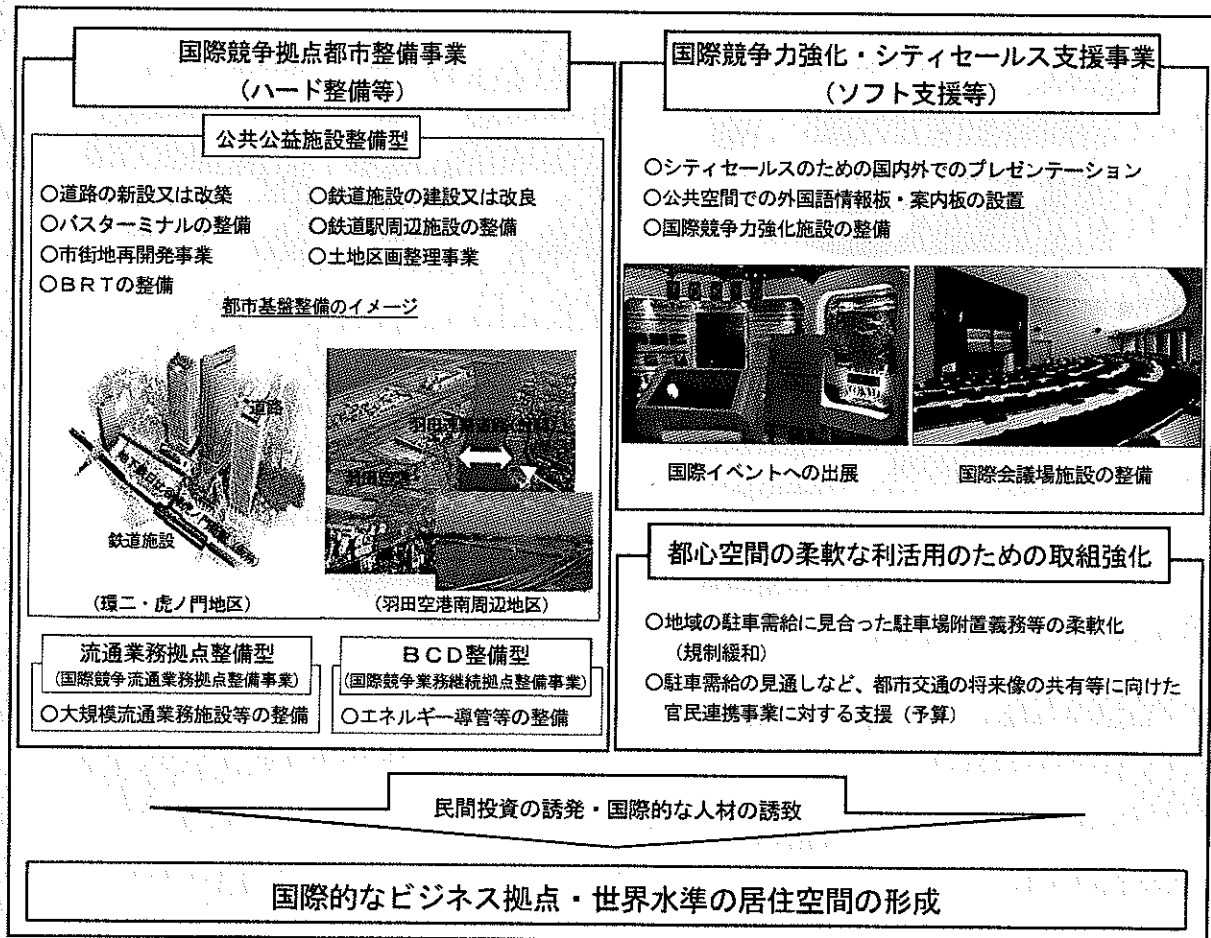 国際競争拠点都市整備事業
（ハード整備等）
公共公益施設整備型
○道路の新設又は改築
○鉄道施設の建設又は改良
○バスターミナルの整備
○鉄道駅周辺施設の整備
○市街地再開発事業
○土地区画整理事業
○ＢＲＴの整備
都市基盤整備のイメージ
道路
鉄道施設
羽田空港
（環二・虎ノ門地区）
（羽田空港南周辺地区）
流通業務拠点整備型
（国際競争流通業務拠点整備事業）
○大規模流通業務施設等の整備
ＢＣＤ整備型
（国際競争業務継続拠点整備事業）
○エネルギー導管等の整備
国際競争力強化・シティセールス支援事業
（ソフト支援等）
○シティセールスのための国内外でのプレゼンテーション
○公共空間での外国語情報板・案内板の設置
○国際競争力強化施設の整備
国際イベントへの出展
国際会議場施設の整備
都心空間の柔軟な利活用のための取組強化
○地域の駐車需給に見合った駐車場附置義務等の柔軟化
（規制緩和）
○駐車需給の見通しなど、都市交通の将来像の共有等に向けた
官民連携事業に対する支援（予算）
民間投資の誘発・国際的な人材の誘致
国際的なビジネス拠点・世界水準の居住空間の形成